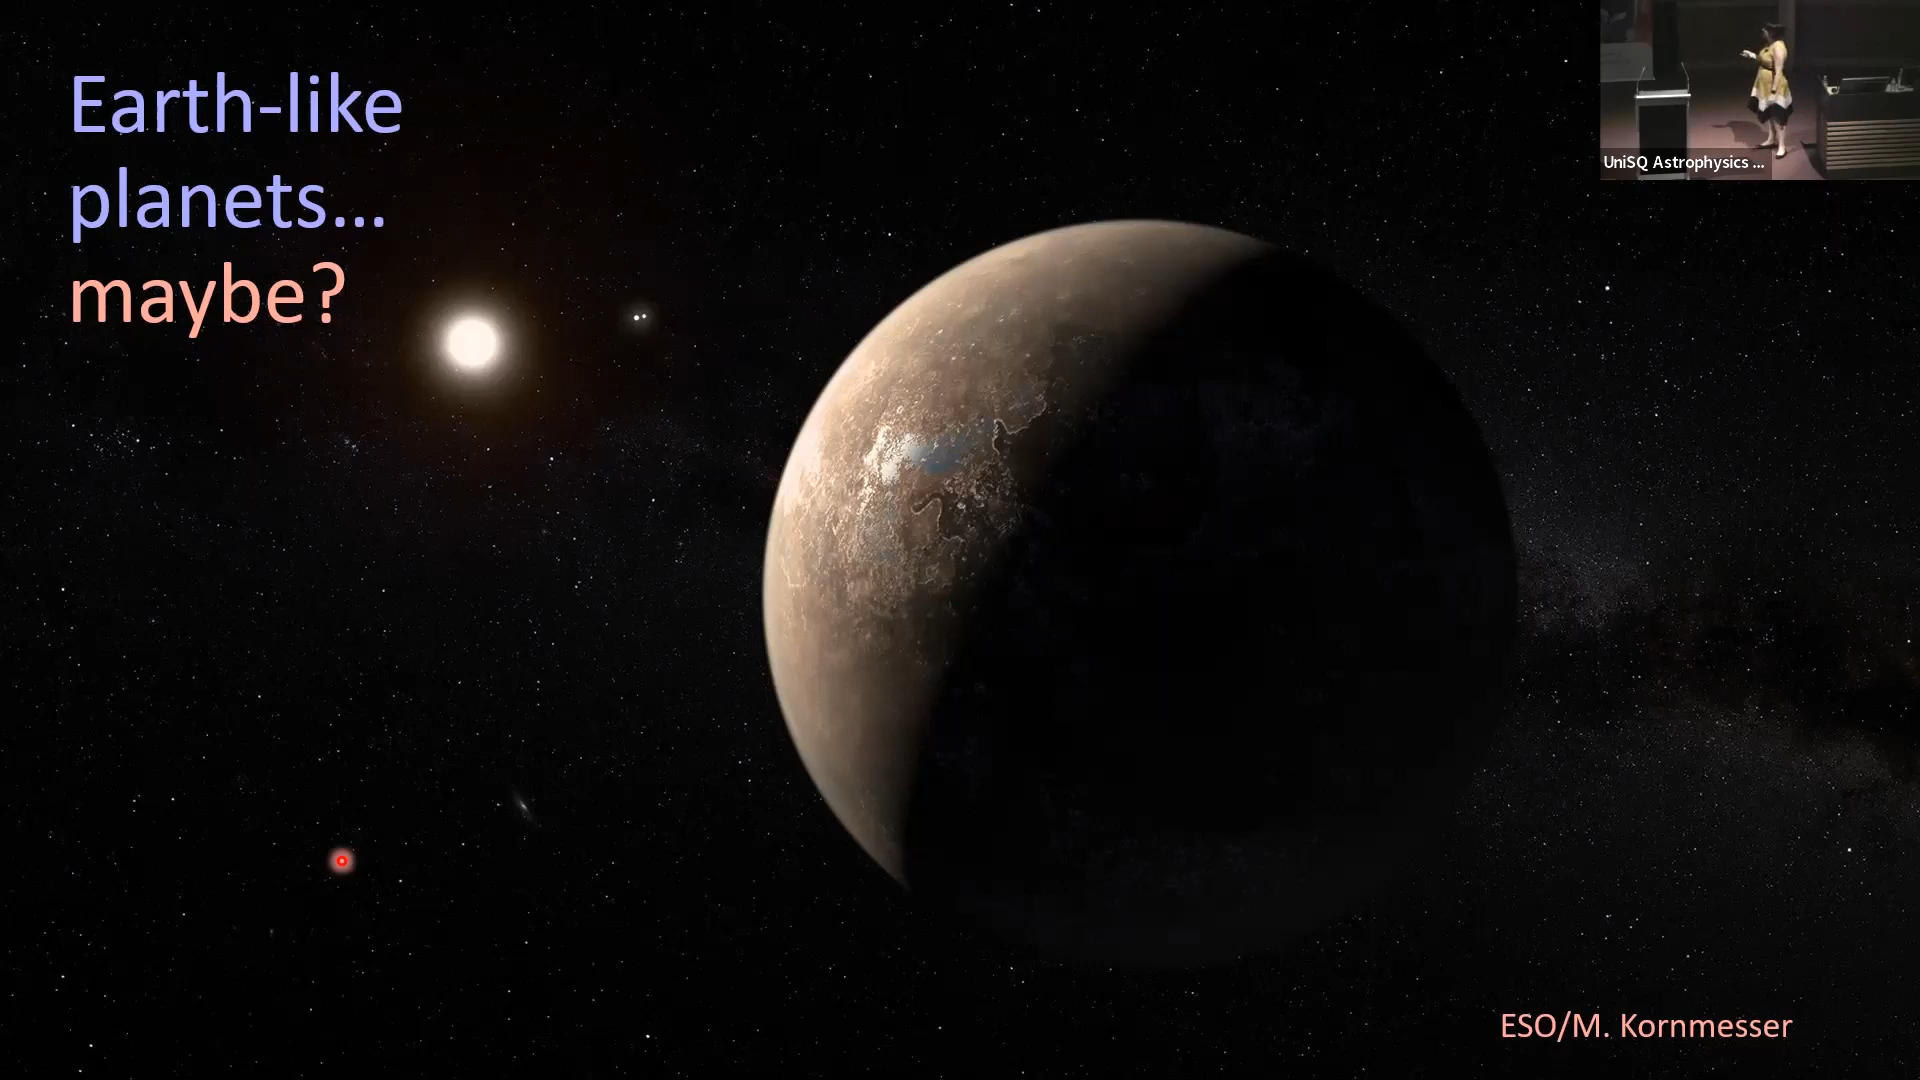 Earth-like
planets...
maybe?
UniSQ Astrophysics ...
ESO/M. Kornmesser